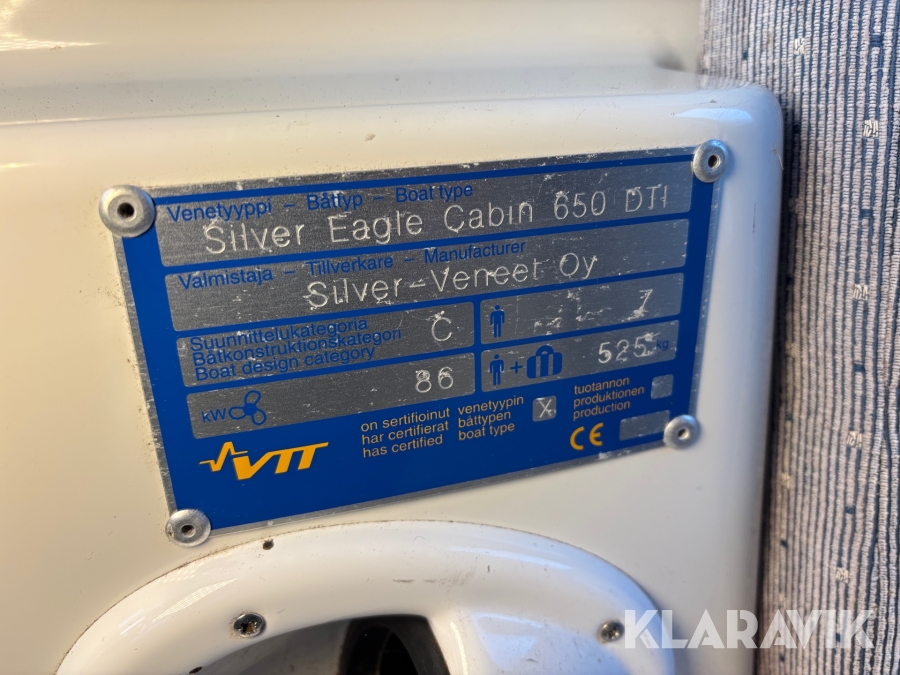 Venetyyppi – Båttyp – Boat type
Silver Eagle Cabin 650 DTI
Valmistaja – Tillverkare – Manufacturer
Silver-Veneet Oy
Suunnittelukategoria
Båtkonstruktionskategori
Boat design category
C
7
kW
86
+
525 kg
VTT
on sertifioinut venetyypin
har certifierat båttypen
has certified boat type
X
tuotannon
produktionen
production
CE
KLARAVIK